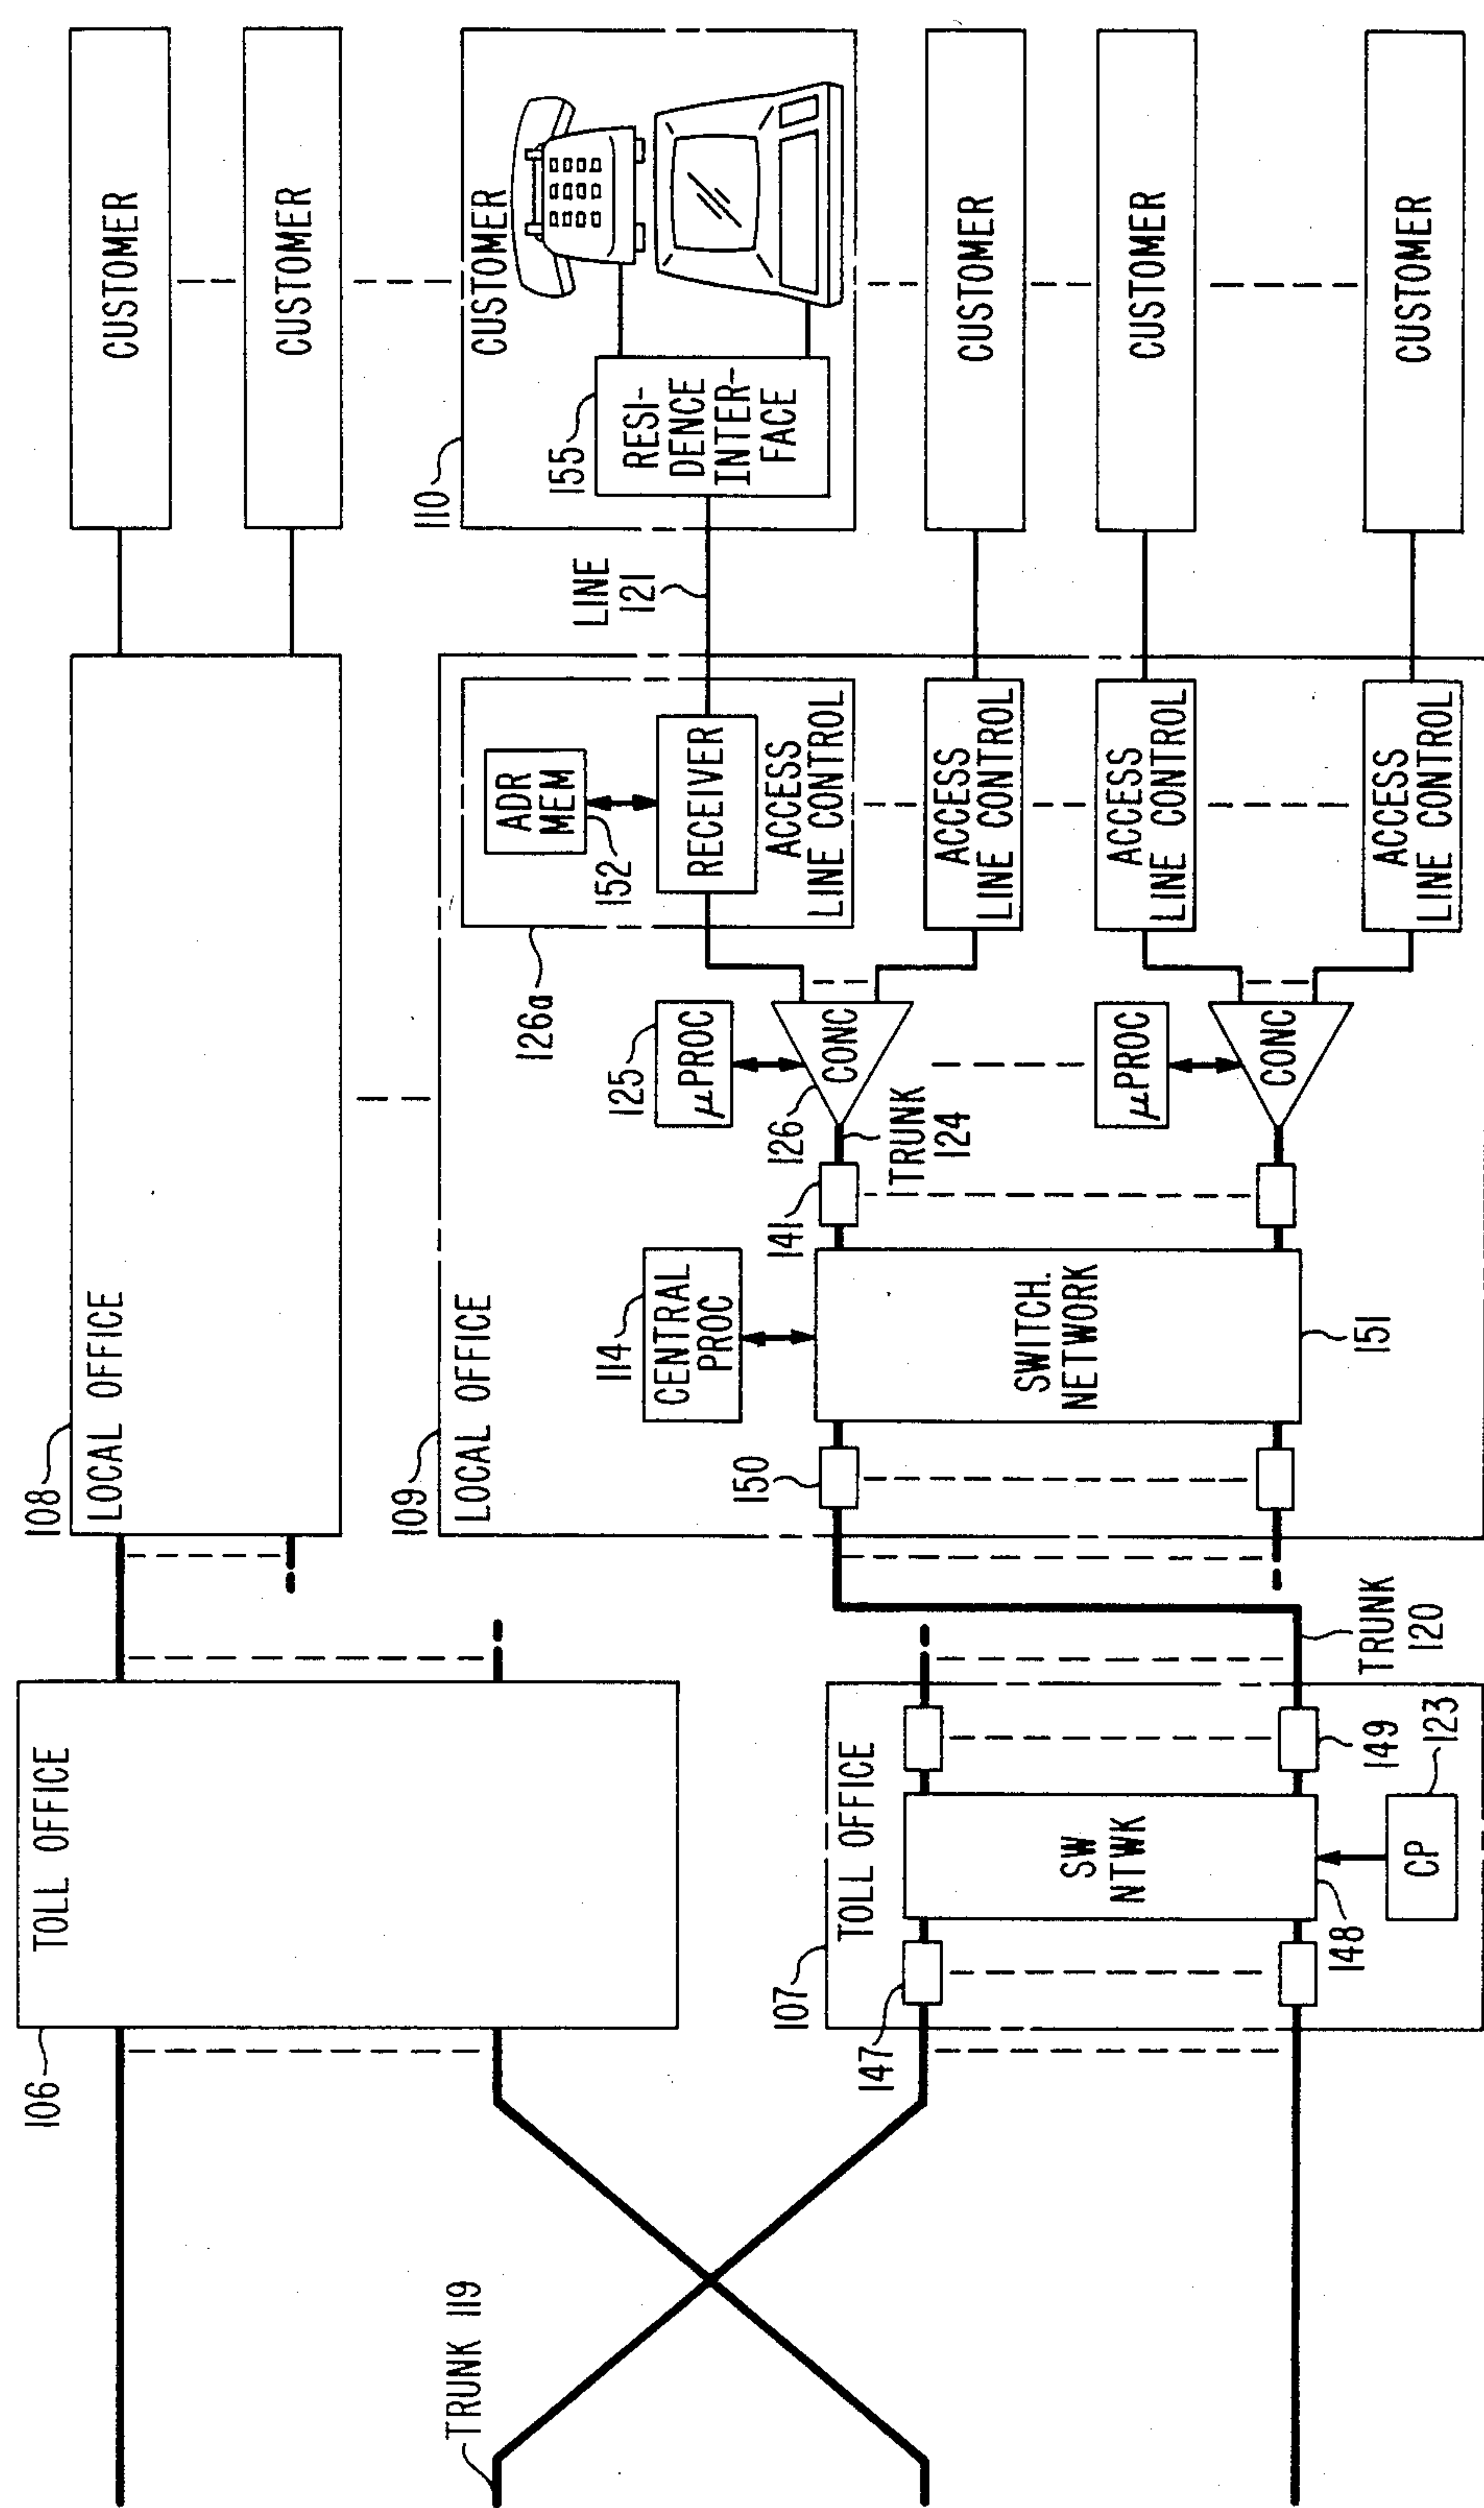 TOLL OFFICE
106
108
LOCAL OFFICE
CUSTOMER
CUSTOMER
TRUNK 119
107
TOLL OFFICE
147
SW
NTWK
148
149
CP
123
TRUNK
120
109
LOCAL OFFICE
150
114
CENTRAL
PROC
SWITCH.
NETWORK
151
141
TRUNK
124
126
CONC
125
μPROC
μPROC
CONC
126a
ADR
MEM
152
RECEIVER
ACCESS
LINE CONTROL
ACCESS
LINE CONTROL
ACCESS
LINE CONTROL
ACCESS
LINE CONTROL
LINE
121
110
CUSTOMER
155
RESI-
DENCE
INTER-
FACE
CUSTOMER
CUSTOMER
CUSTOMER